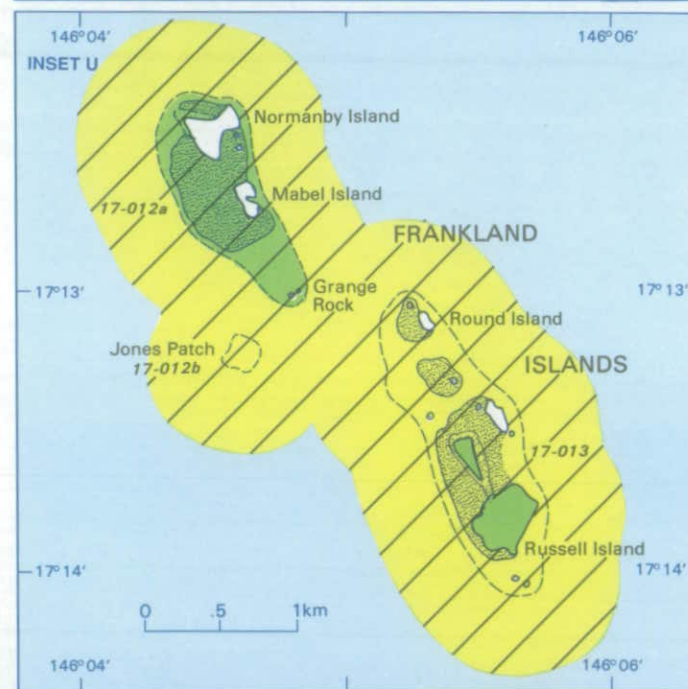 146°04′
146°06′
INSET U
Normanby Island
Mabel Island
17-012a
FRANKLAND
17°13′
17°13′
Grange
Rock
Round Island
Jones Patch
17-012b
ISLANDS
17-013
Russell Island
17°14′
17°14′
0 .5 1km
146°04′
146°06′